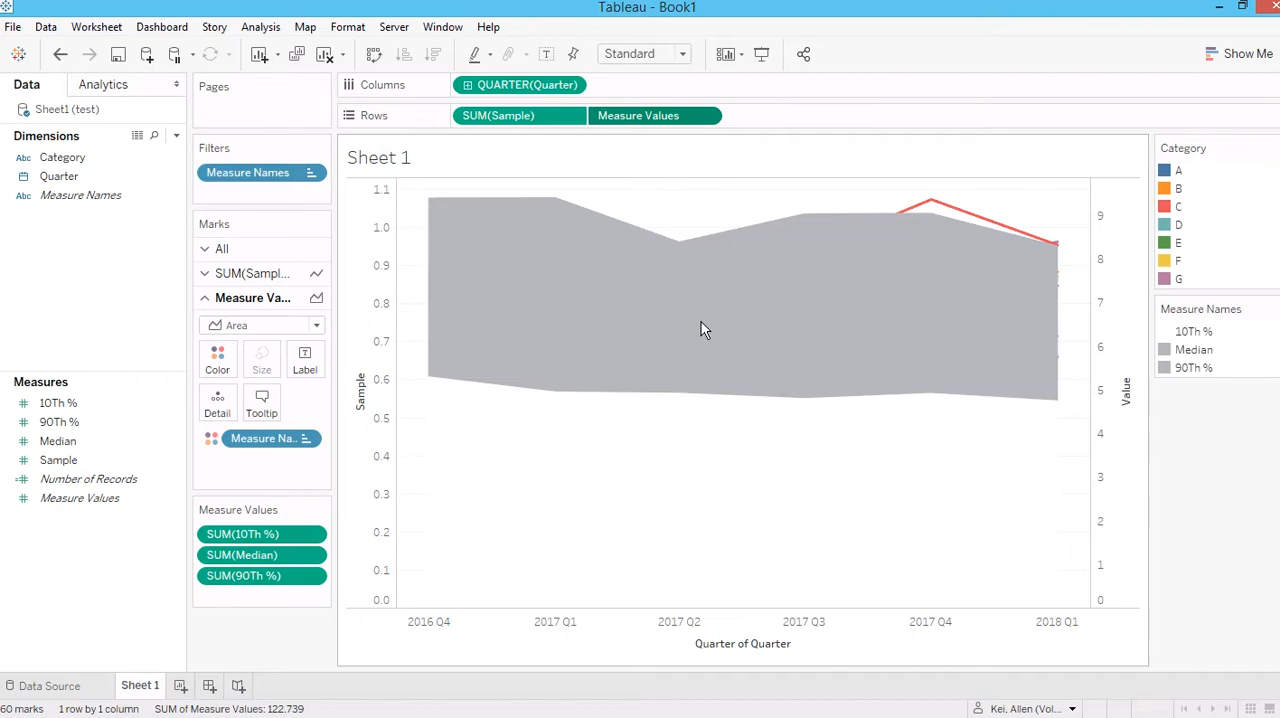 Tableau - Book1
File Data Worksheet Dashboard Story Analysis Map Format Server Window Help
Standard
Show Me
Data Analytics
Sheet1 (test)
Dimensions
Abc Category
Quarter
Abc Measure Names
Measures
10Th %
90Th %
Median
Sample
Number of Records
Measure Values
Pages
Filters
Measure Names
Marks
All
SUM(Sampl...
Measure Va...
Area
Color Size Label
Detail Tooltip
Measure Na..
Measure Values
SUM(10Th %)
SUM(Median)
SUM(90Th %)
Columns QUARTER(Quarter)
Rows SUM(Sample) Measure Values
Sheet 1
1.1
1.0
0.9
0.8
0.7
0.6
0.5
0.4
0.3
0.2
0.1
0.0
Sample
9
8
7
6
5
4
3
2
1
0
Value
2016 Q4 2017 Q1 2017 Q2 2017 Q3 2017 Q4 2018 Q1
Quarter of Quarter
Category
A
B
C
D
E
F
G
Measure Names
10Th %
Median
90Th %
Data Source Sheet 1
60 marks 1 row by 1 column SUM of Measure Values: 122.739
Kei, Allen (Vol...